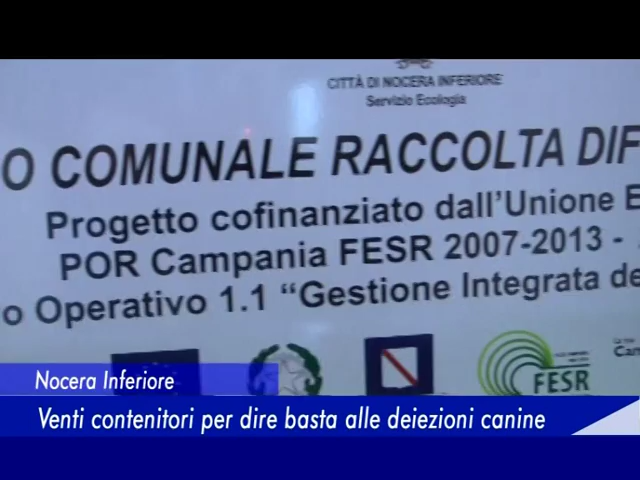 CITTÀ DI NOCERA INFERIORE
Servizio Ecologia
O COMUNALE RACCOLTA DIF
Progetto cofinanziato dall'Unione E
POR Campania FESR 2007-2013 -
o Operativo 1.1 “Gestione Integrata de
FESR
Nocera Inferiore
Venti contenitori per dire basta alle deiezioni canine